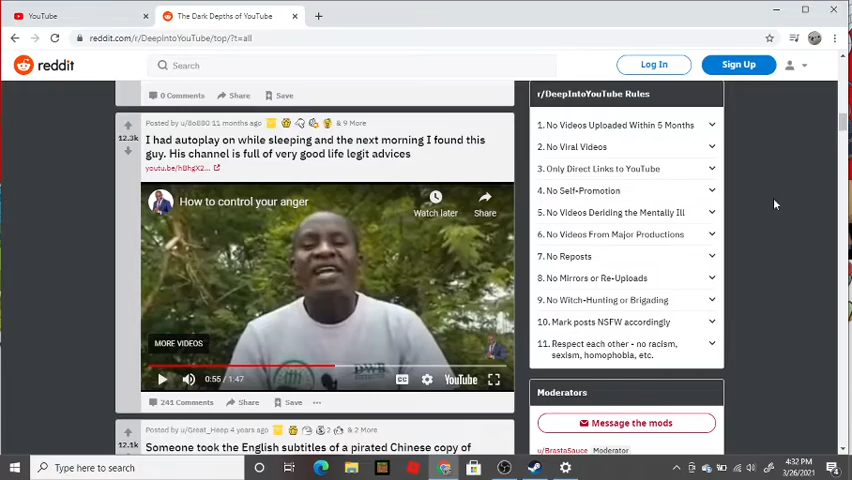 YouTube
The Dark Depths of YouTube
reddit.com/r/DeepIntoYouTube/top/?t=all
reddit
Search
Log In
Sign Up
0 Comments Share Save
Posted by u/8o880 11 months ago & 9 More
12.3k
I had autoplay on while sleeping and the next morning I found this
guy. His channel is full of very good life legit advices
youtu.be/hBhgX2...
How to control your anger
Watch later
Share
MORE VIDEOS
0:55 / 1:47
CC
YouTube
241 Comments Share Save
Posted by u/Great_Heep 4 years ago 2 & 2 More
12.1k
Someone took the English subtitles of a pirated Chinese copy of
r/DeepIntoYouTube Rules
1. No Videos Uploaded Within 5 Months
2. No Viral Videos
3. Only Direct Links to YouTube
4. No Self-Promotion
5. No Videos Deriding the Mentally Ill
6. No Videos From Major Productions
7. No Reposts
8. No Mirrors or Re-Uploads
9. No Witch-Hunting or Brigading
10. Mark posts NSFW accordingly
11. Respect each other - no racism,
sexism, homophobia, etc.
Moderators
Message the mods
u/BrastaSauce Moderator
Type here to search
4:32 PM
3/26/2021
4